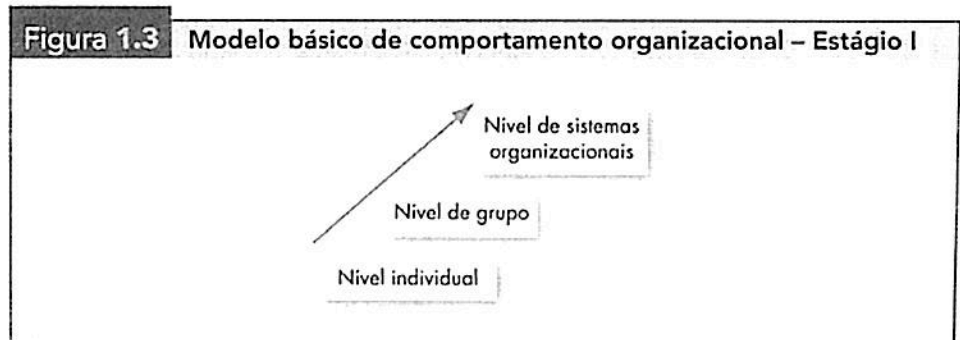 Figura 1.3 Modelo básico de comportamento organizacional – Estágio I
Nível de sistemas
organizacionais
Nível de grupo
Nível individual